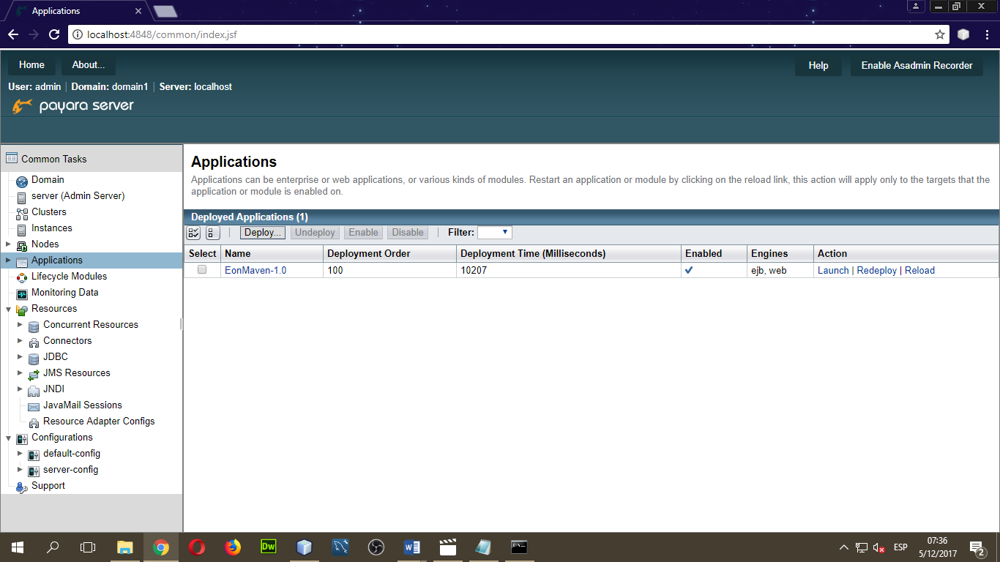 Applications
localhost:4848/common/index.jsf
Home About... Help Enable Asadmin Recorder
User: admin | Domain: domain1 | Server: localhost
payara server
Common Tasks
Domain
server (Admin Server)
Clusters
Instances
Nodes
Applications
Lifecycle Modules
Monitoring Data
Resources
Concurrent Resources
Connectors
JDBC
JMS Resources
JNDI
JavaMail Sessions
Resource Adapter Configs
Configurations
default-config
server-config
Support
Applications
Applications can be enterprise or web applications, or various kinds of modules. Restart an application or module by clicking on the reload link, this action will apply only to the targets that the
application or module is enabled on.
Deployed Applications (1)
Deploy... Undeploy Enable Disable Filter:
Select Name Deployment Order Deployment Time (Milliseconds) Enabled Engines Action
EonMaven-1.0 100 10207 ejb, web Launch | Redeploy | Reload
Dw
ESP
07:36
5/12/2017
2